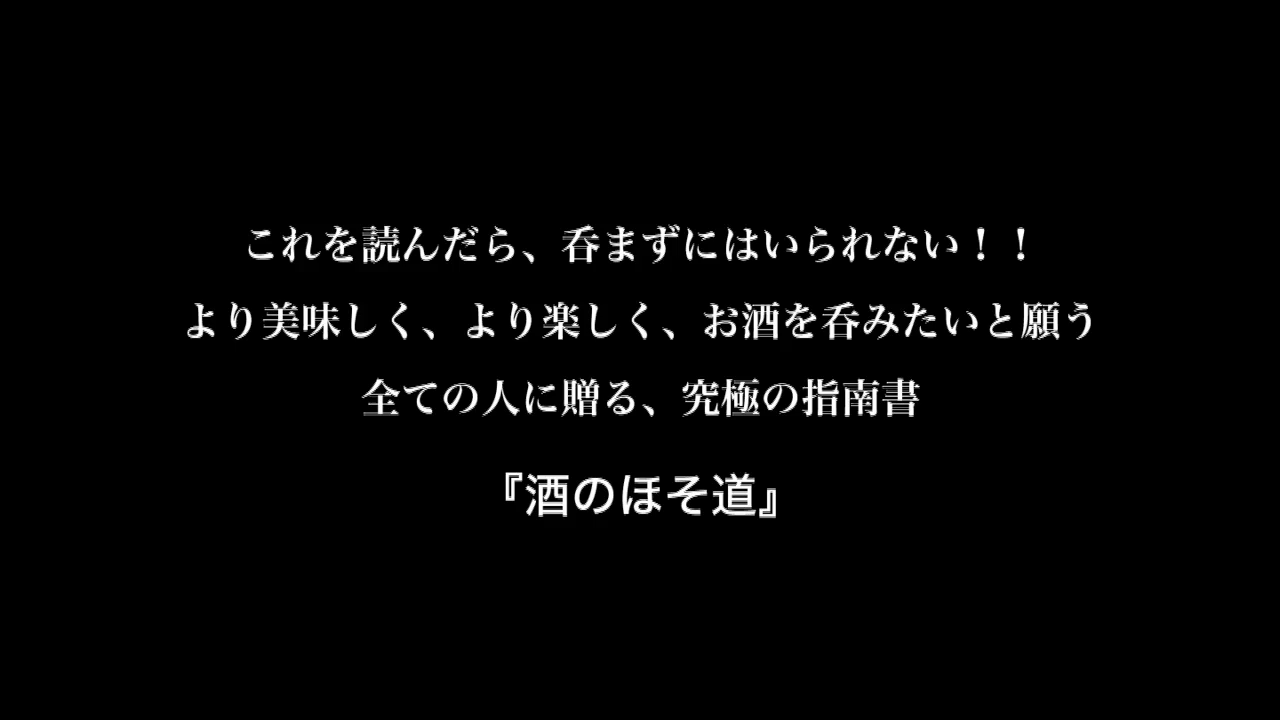 これを読んだら、呑まずにはいられない！！
より美味しく、より楽しく、お酒を呑みたいと願う
全ての人に贈る、究極の指南書
『酒のほそ道』